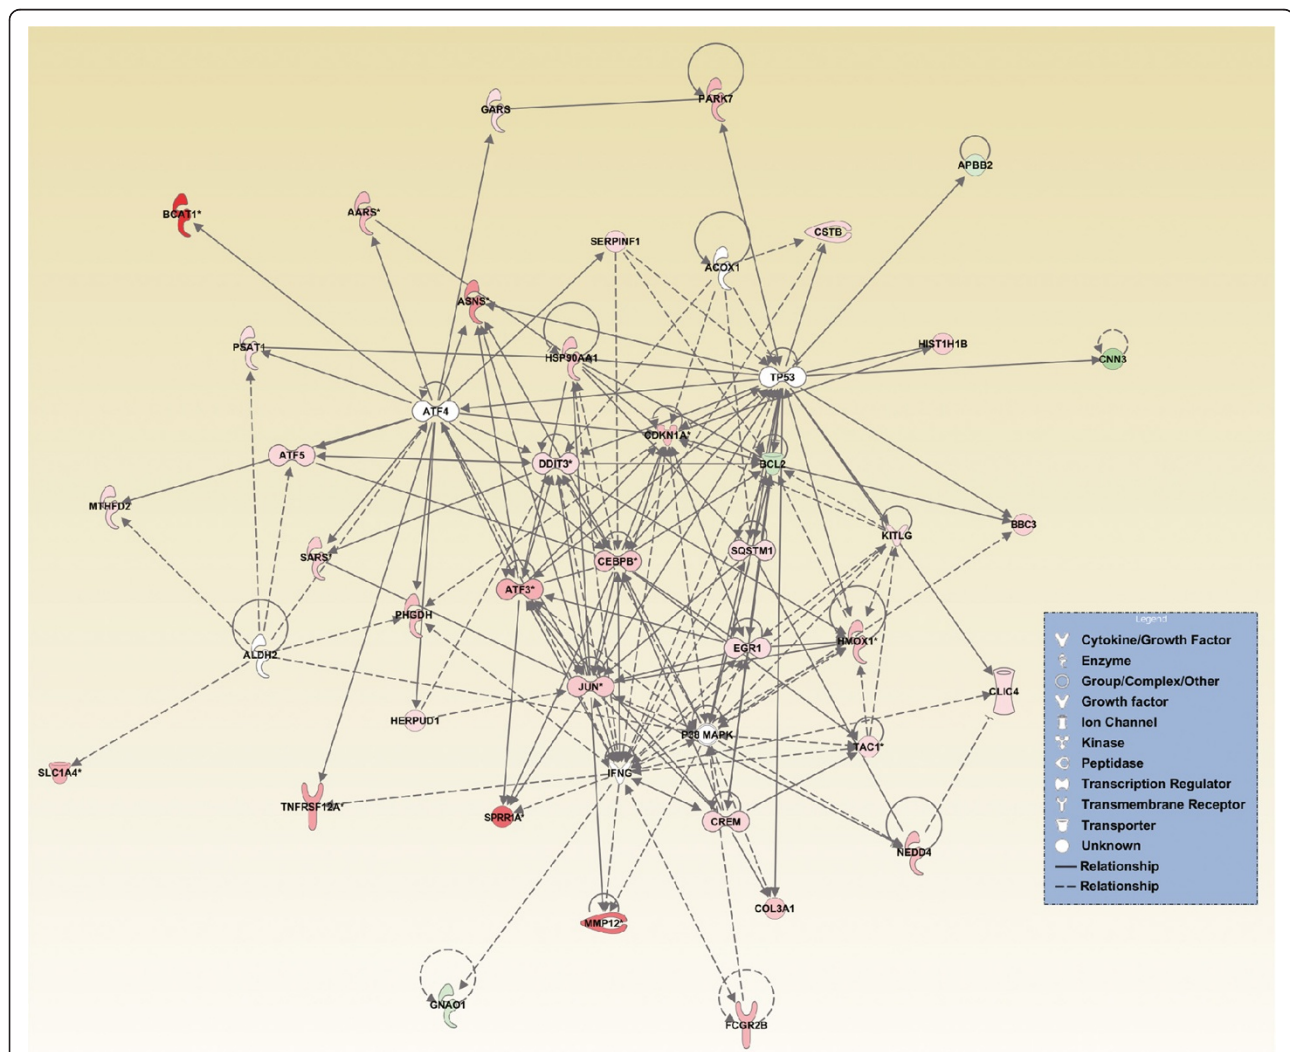 GARS
PARK7
APBB2
BCAT1*
AARS*
SERPINF1
CSTB
ACOX1
ASNS*
PSAT1
HSP90AA1
HIST1H1B
CNN3
TP53
ATF4
CDKN1A*
ATF5
DDIT3*
BCL2
MTHFD2
BBC3
KITLG
SARS*
SQSTM1
CEBPB*
ATF3*
PHGDH
Legend
HMOX1*
Cytokine/Growth Factor
ALDH2
EGR1
Enzyme
Group/Complex/Other
JUN*
CLIC4
Growth factor
HERPUD1
Ion Channel
P38 MAPK
Kinase
TAC1*
Peptidase
SLC1A4*
IFNG
Transcription Regulator
TNFRSF12A*
Transmembrane Receptor
SPRR1A*
CREM
Transporter
Unknown
NEDD4
Relationship
Relationship
COL3A1
MMP12*
GNAO1
FCGR2B